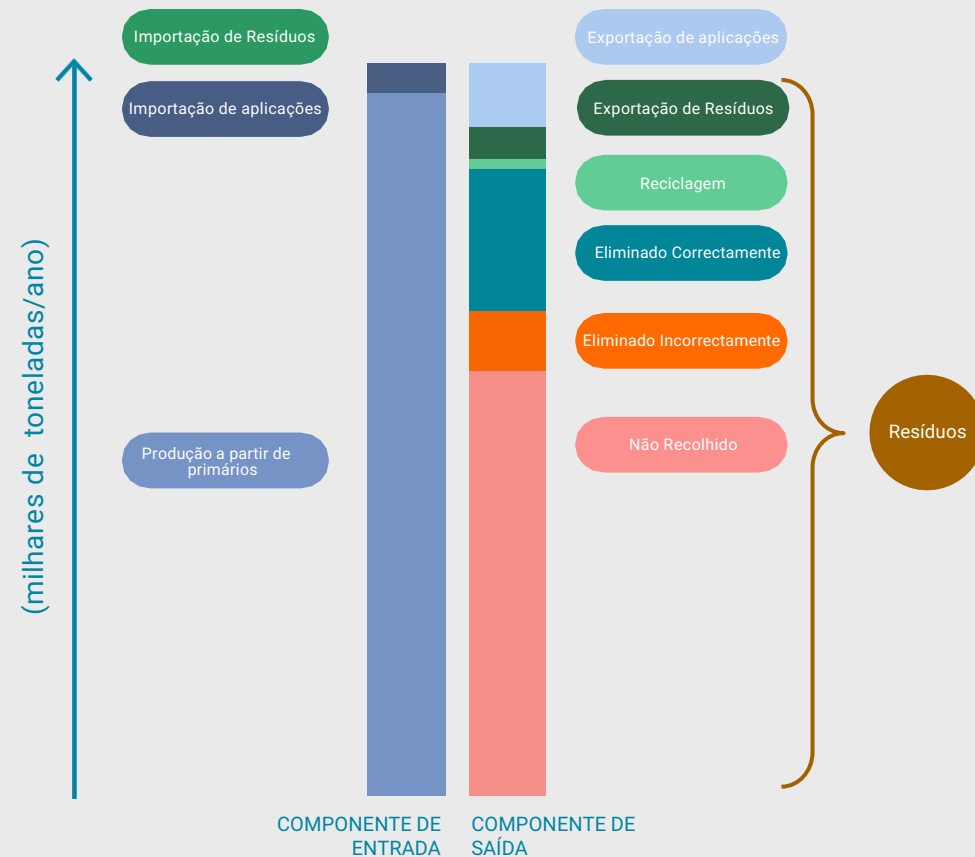 Importação de Resíduos
Importação de aplicações
Produção a partir de
primários
(milhares de toneladas/ano)
Exportação de aplicações
Exportação de Resíduos
Reciclagem
Eliminado Correctamente
Eliminado Incorrectamente
Não Recolhido
Resíduos
COMPONENTE DE
ENTRADA
COMPONENTE DE
SAÍDA